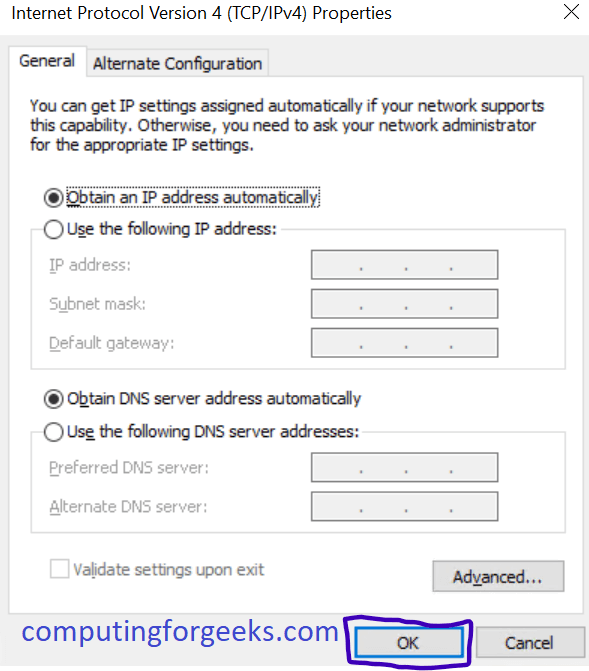 Internet Protocol Version 4 (TCP/IPv4) Properties
General
Alternate Configuration
You can get IP settings assigned automatically if your network supports
this capability. Otherwise, you need to ask your network administrator
for the appropriate IP settings.
Obtain an IP address automatically
Use the following IP address:
IP address:
Subnet mask:
Default gateway:
Obtain DNS server address automatically
Use the following DNS server addresses:
Preferred DNS server:
Alternate DNS server:
Validate settings upon exit
Advanced...
computingforgeeks.com
OK
Cancel